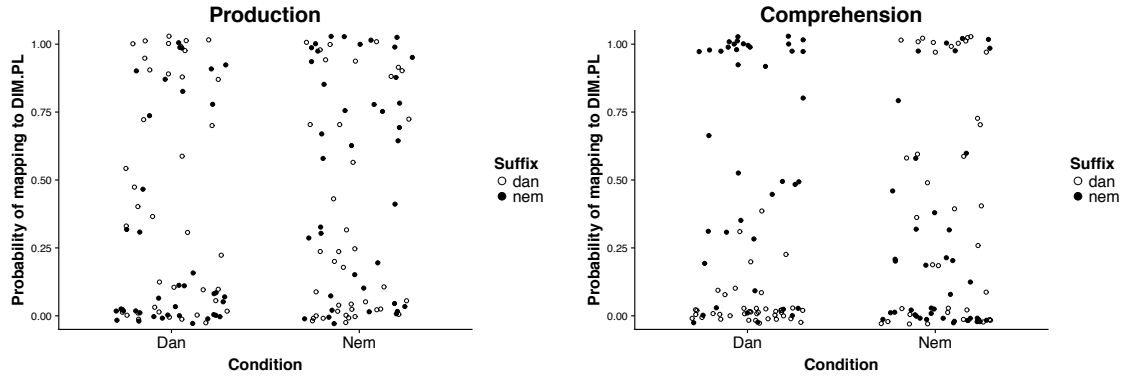 Production
Probability of mapping to DIM.PL
1.00
0.75
0.50
0.25
0.00
Dan
Nem
Condition
Suffix
dan
nem
Comprehension
Probability of mapping to DIM.PL
1.00
0.75
0.50
0.25
0.00
Dan
Nem
Condition
Suffix
dan
nem